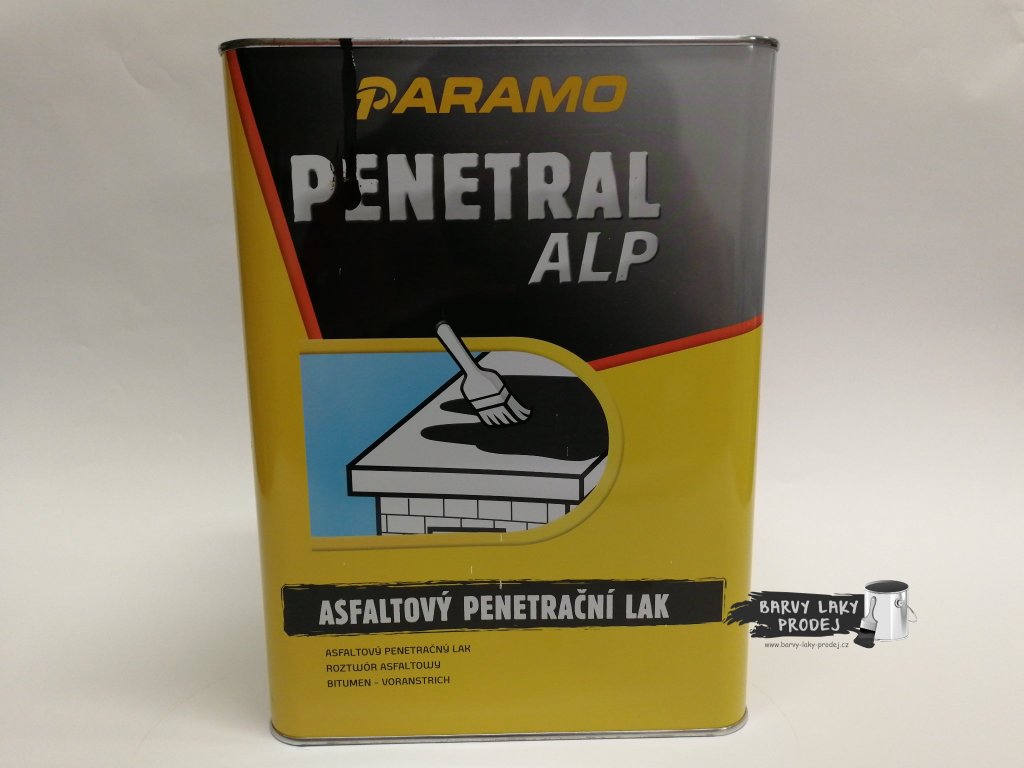 PARAMO
PENETRAL
ALP
ASFALTOVÝ PENETRAČNÍ LAK
ASFALTOVÝ PENETRAČNÝ LAK
ROZTWÓR ASFALTOWY
BITUMEN - VORANSTRICH
BARVY LAKY
PRODEJ
www.barvy-laky-prodej.cz